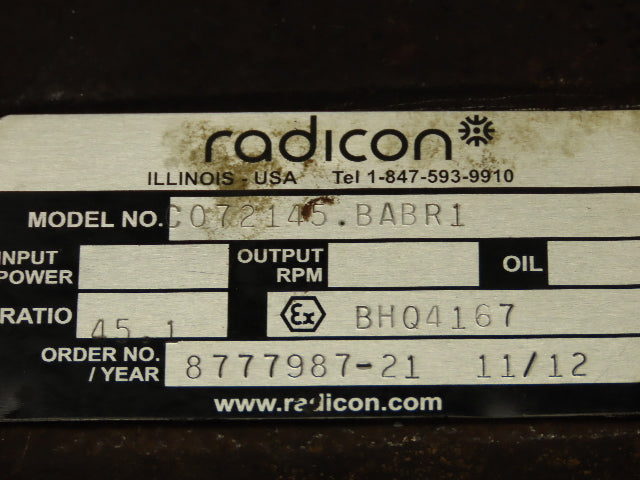 radicon
ILLINOIS - USA Tel 1-847-593-9910
MODEL NO. C072145.BABR1
INPUT POWER OUTPUT RPM OIL
RATIO 45.1 Ex BHQ4167
ORDER NO. / YEAR 8777987-21 11/12
www.radicon.com